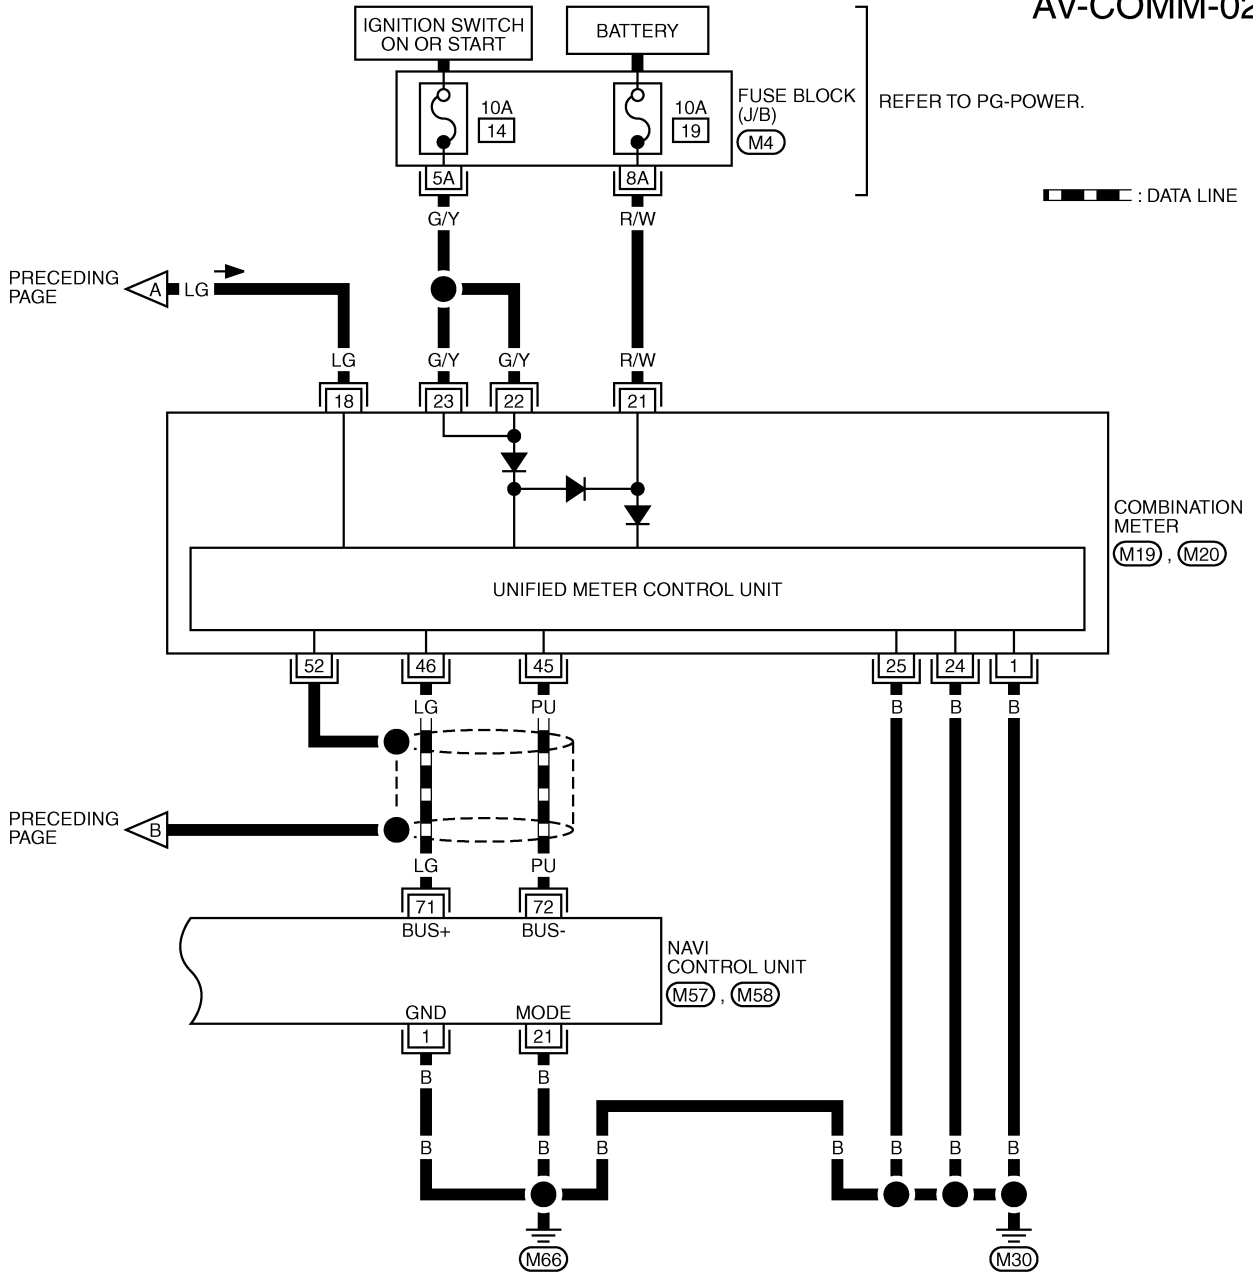 AV-COMM-02
IGNITION SWITCH
ON OR START
BATTERY
10A
14
10A
19
FUSE BLOCK
(J/B)
M4
REFER TO PG-POWER.
5A
8A
: DATA LINE
G/Y
R/W
PRECEDING
PAGE
A
LG
LG
G/Y
G/Y
R/W
18
23
22
21
COMBINATION
METER
M19 , M20
UNIFIED METER CONTROL UNIT
52
46
45
25
24
1
LG
PU
B
B
B
PRECEDING
PAGE
B
LG
PU
71
72
BUS+
BUS-
NAVI
CONTROL UNIT
M57 , M58
GND
MODE
1
21
B
B
B
B
B
B
B
B
B
M66
M30